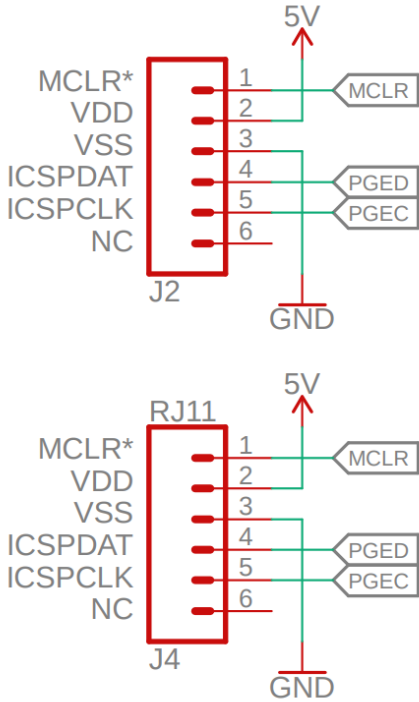 5V
MCLR* 1 MCLR
VDD 2
VSS 3
ICSPDAT 4 PGED
ICSPCLK 5 PGEC
NC 6
J2
GND
5V
RJ11
MCLR* 1 MCLR
VDD 2
VSS 3
ICSPDAT 4 PGED
ICSPCLK 5 PGEC
NC 6
J4
GND